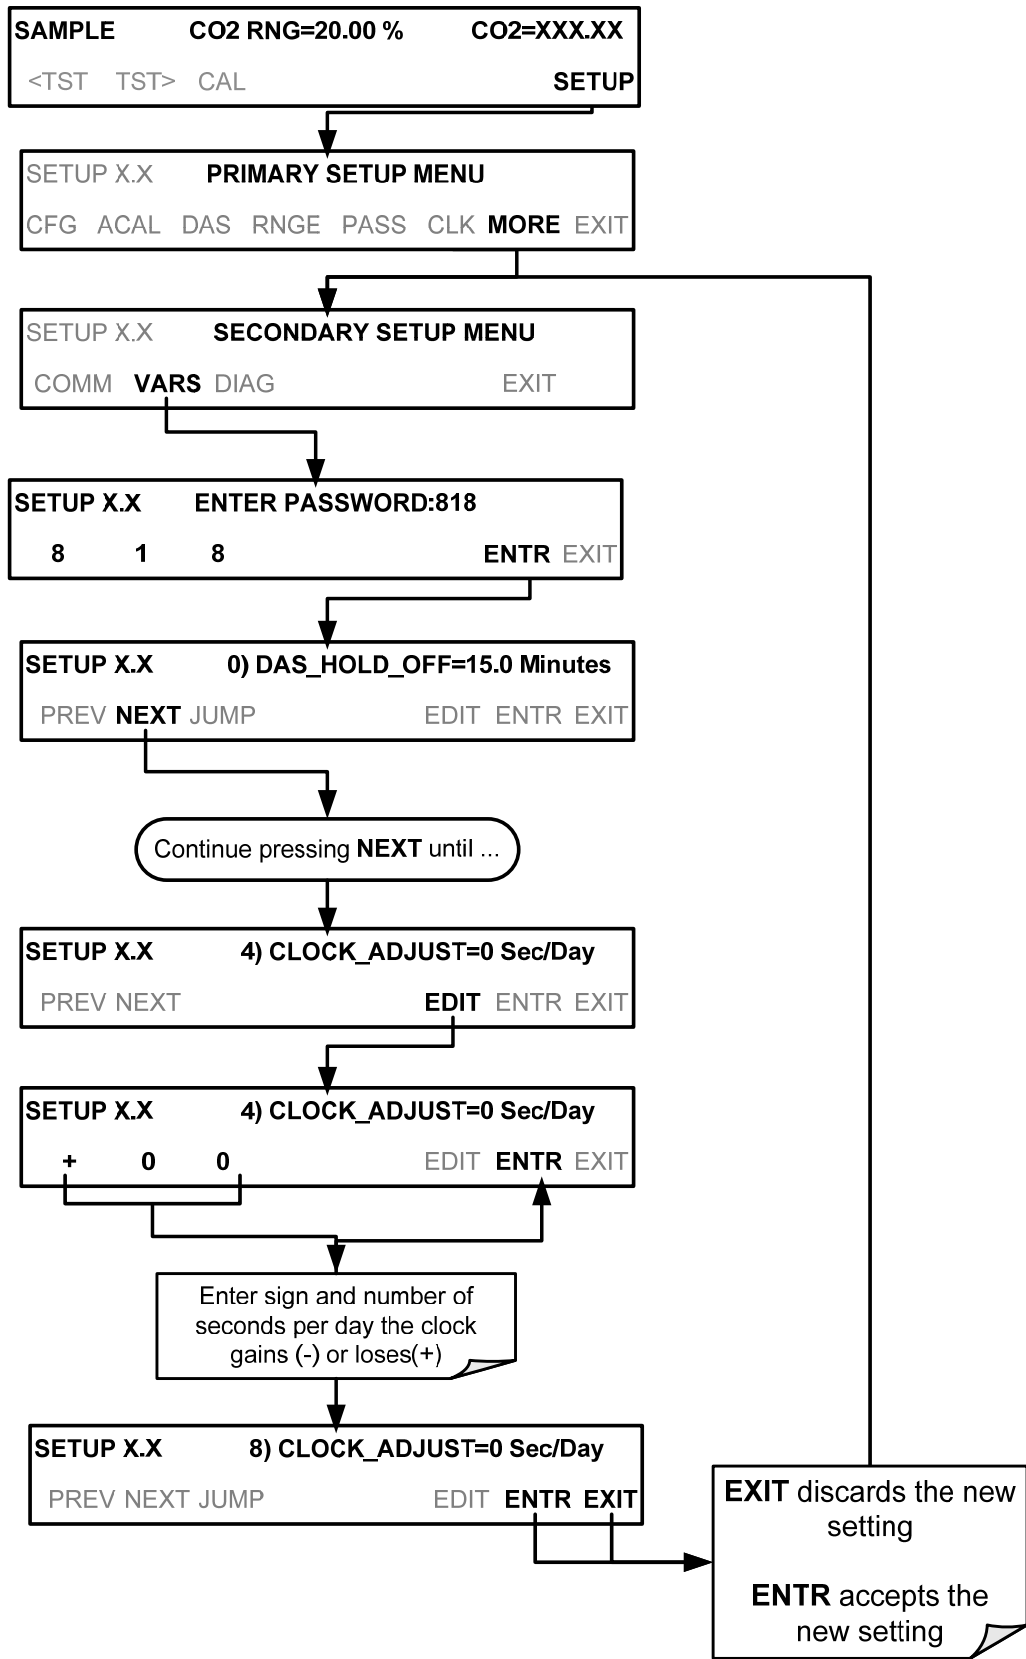 SAMPLE CO2 RNG=20.00 % CO2=XXX.XX
<TST TST> CAL SETUP
SETUP X.X PRIMARY SETUP MENU
CFG ACAL DAS RNGE PASS CLK MORE EXIT
SETUP X.X SECONDARY SETUP MENU
COMM VARS DIAG EXIT
SETUP X.X ENTER PASSWORD:818
8 1 8 ENTR EXIT
SETUP X.X 0) DAS_HOLD_OFF=15.0 Minutes
PREV NEXT JUMP EDIT ENTR EXIT
Continue pressing NEXT until ...
SETUP X.X 4) CLOCK_ADJUST=0 Sec/Day
PREV NEXT EDIT ENTR EXIT
SETUP X.X 4) CLOCK_ADJUST=0 Sec/Day
+ 0 0 EDIT ENTR EXIT
Enter sign and number of
seconds per day the clock
gains (-) or loses(+)
SETUP X.X 8) CLOCK_ADJUST=0 Sec/Day
PREV NEXT JUMP EDIT ENTR EXIT
EXIT discards the new
setting
ENTR accepts the
new setting